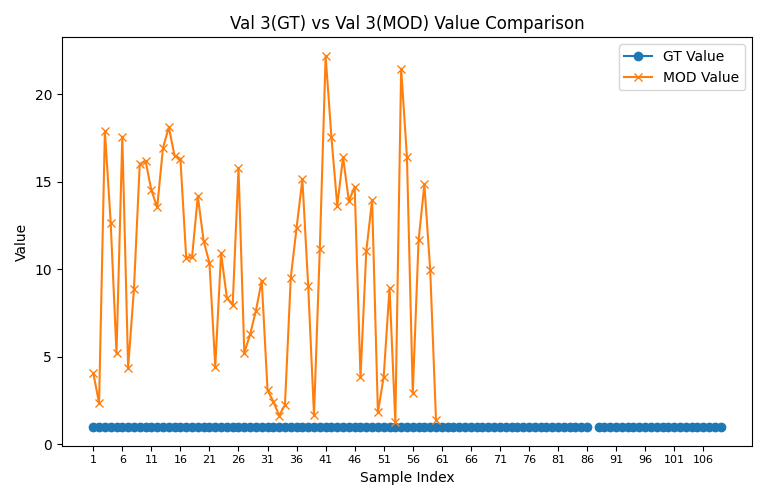 Val 3(GT) vs Val 3(MOD) Value Comparison
GT Value
MOD Value
Value
20
15
10
5
0
1 6 11 16 21 26 31 36 41 46 51 56 61 66 71 76 81 86 91 96 101 106
Sample Index